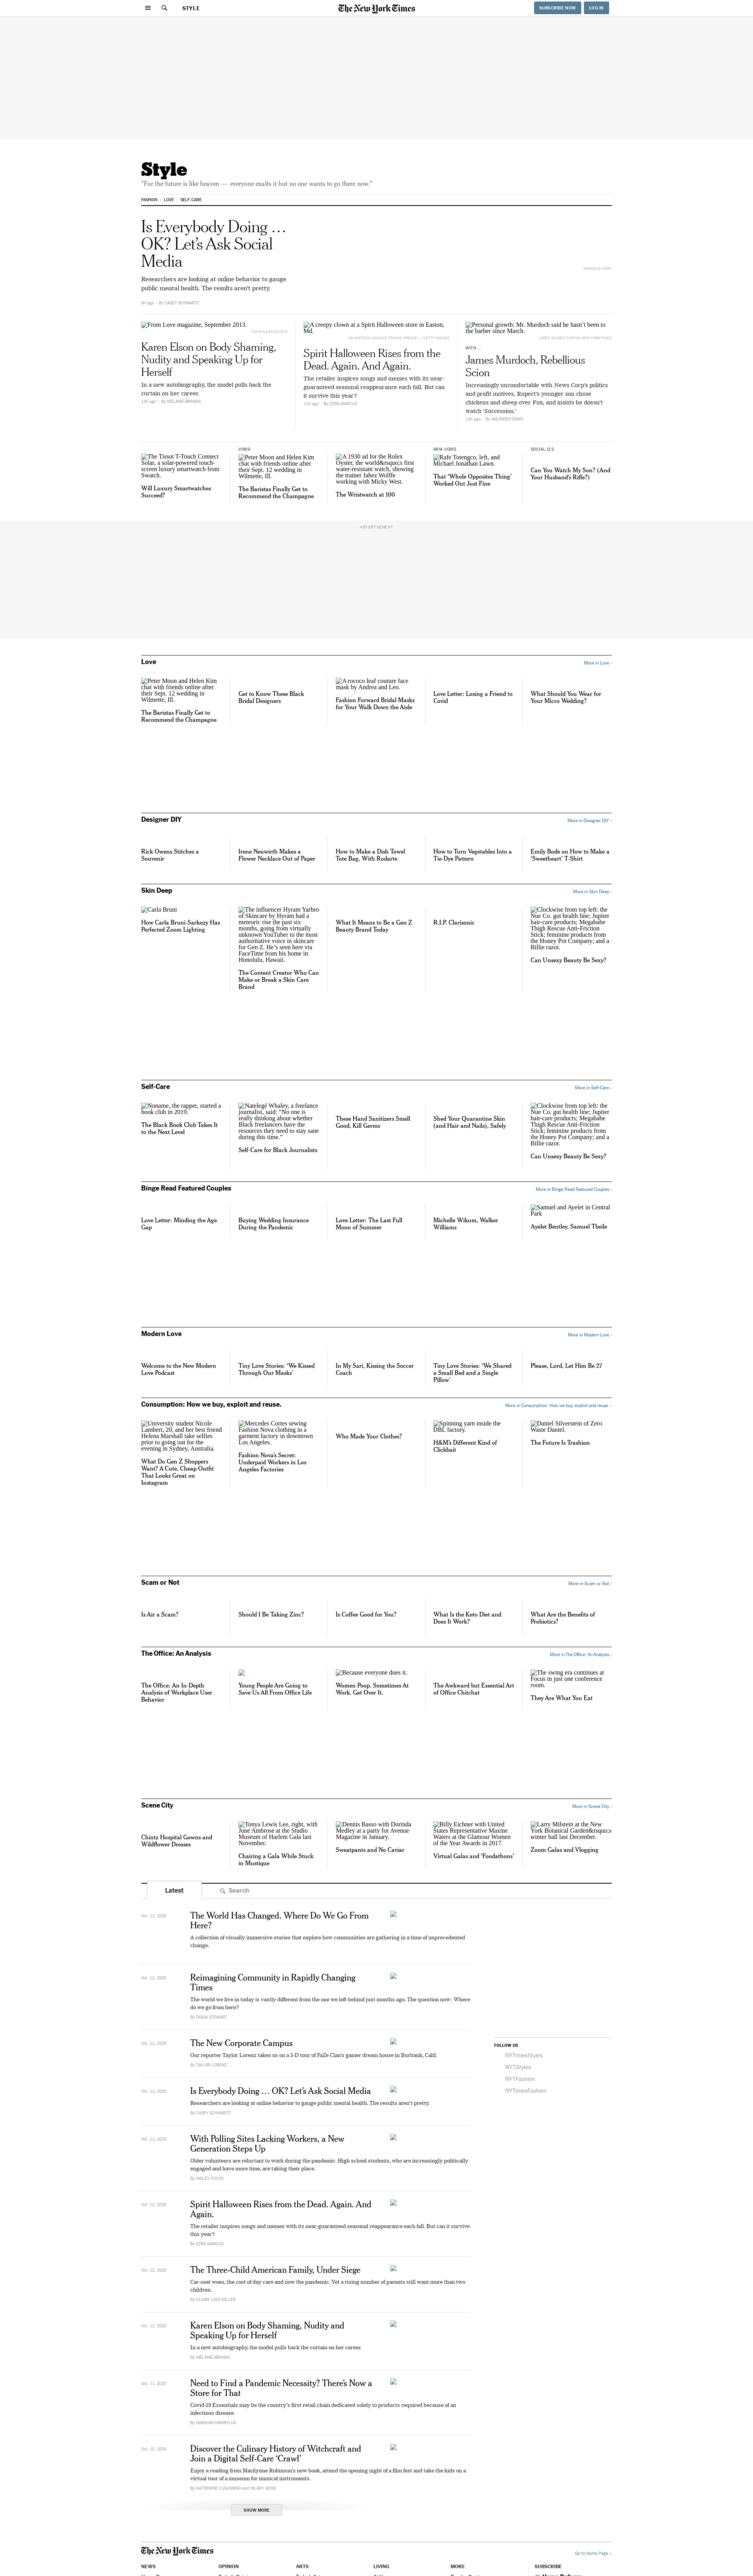 STYLE
The New York Times
SUBSCRIBE NOW
LOG IN
Style
"For the future is like heaven — everyone exalts it but no one wants to go there now."
FASHION
LOVE
SELF-CARE
Is Everybody Doing …
OK? Let's Ask Social
Media
Researchers are looking at online behavior to gauge
public mental health. The results aren't pretty.
By CASEY SCHWARTZ
From Love magazine, September 2013.
Karen Elson on Body Shaming,
Nudity and Speaking Up for
Herself
In a new autobiography, the model pulls back the
curtain on her career.
By MELANIE ABRAMS
A creepy clown at a Spirit Halloween store in Easton,
Md.
Spirit Halloween Rises from the
Dead. Again. And Again.
The retailer inspires songs and memes with its near-
guaranteed seasonal reappearance each fall. But can
it survive this year?
By EZRA MARCUS
Personal growth: Mr. Murdoch said he hasn't been to
the barber since March.
WITH …
James Murdoch, Rebellious
Scion
Increasingly uncomfortable with News Corp's politics
and profit motives, Rupert's younger son chose
chickens and sheep over Fox, and insists he doesn't
watch 'Succession.'
By MAUREEN DOWD
The Tissot T-Touch Connect
Solar, a solar-powered touch-
screen luxury smartwatch from
Swatch.
Will Luxury Smartwatches
Succeed?
VOWS
Peter Moon and Helen Kim
chat with friends online after
their Sept. 12 wedding in
Wilmette, Ill.
The Baristas Finally Get to
Recommend the Champagne
A 1930 ad for the Rolex
Oyster, the world&rsquo;s first
water-resistant watch, showing
the trainer Jabez Wolffe
working with Micky West.
The Wristwatch at 100
MINI-VOWS
Rafe Totengco, left, and
Michael Jonathan Lawn.
That 'Whole Opposites Thing'
Worked Out Just Fine
SOCIAL Q'S
Can You Watch My Son? (And
Your Husband's Rifle?)
ADVERTISEMENT
Love
More in Love ›
Peter Moon and Helen Kim
chat with friends online after
their Sept. 12 wedding in
Wilmette, Ill.
The Baristas Finally Get to
Recommend the Champagne
Get to Know These Black
Bridal Designers
A rococo leaf couture face
mask by Andrea and Leo.
Fashion Forward Bridal Masks
for Your Walk Down the Aisle
Love Letter: Losing a Friend to
Covid
What Should You Wear for
Your Micro Wedding?
Designer DIY
More in Designer DIY ›
Rick Owens Stitches a
Souvenir
Irene Neuwirth Makes a
Flower Necklace Out of Paper
How to Make a Dish Towel
Tote Bag, With Rodarte
How to Turn Vegetables Into a
Tie-Dye Pattern
Emily Bode on How to Make a
'Sweetheart' T-Shirt
Skin Deep
More in Skin Deep ›
Carla Bruni
How Carla Bruni-Sarkozy Has
Perfected Zoom Lighting
The influencer Hyram Yarbro
of Skincare by Hyram had a
meteoric rise the past six
months, going from virtually
unknown YouTuber to the most
authoritative voice in skincare
for Gen Z. He's seen here via
FaceTime from his home in
Honolulu, Hawaii.
The Content Creator Who Can
Make or Break a Skin Care
Brand
What It Means to Be a Gen Z
Beauty Brand Today
R.I.P. Clarisonic
Clockwise from top left: the
Nue Co. gut health line; Jupiter
hair-care products; Megababe
Thigh Rescue Anti-Friction
Stick; feminine products from
the Honey Pot Company; and a
Billie razor.
Can Unsexy Beauty Be Sexy?
Self-Care
More in Self-Care ›
Noname, the rapper, started a
book club in 2019.
The Black Book Club Takes It
to the Next Level
Natelegé Whaley, a freelance
journalist, said: "No one is
really thinking about whether
Black freelancers have the
resources they need to stay sane
during this time."
Self-Care for Black Journalists
These Hand Sanitizers Smell
Good, Kill Germs
Shed Your Quarantine Skin
(and Hair and Nails), Safely
Clockwise from top left: the
Nue Co. gut health line; Jupiter
hair-care products; Megababe
Thigh Rescue Anti-Friction
Stick; feminine products from
the Honey Pot Company; and a
Billie razor.
Can Unsexy Beauty Be Sexy?
Binge Read Featured Couples
More in Binge Read Featured Couples ›
Love Letter: Minding the Age
Gap
Buying Wedding Insurance
During the Pandemic
Love Letter: The Last Full
Moon of Summer
Michelle Wikum, Walker
Williams
Samuel and Ayelet in Central
Park
Ayelet Bentley, Samuel Theile
Modern Love
More in Modern Love ›
Welcome to the New Modern
Love Podcast
Tiny Love Stories: 'We Kissed
Through Our Masks'
In My Sari, Kissing the Soccer
Coach
Tiny Love Stories: 'We Shared
a Small Bed and a Single
Pillow'
Please, Lord, Let Him Be 27
Consumption: How we buy, exploit and reuse.
More in Consumption: How we buy, exploit and reuse. ›
University student Nicole
Lambert, 20, and her best friend
Helena Marshall take selfies
prior to going out for the
evening in Sydney, Australia.
What Do Gen Z Shoppers
Want? A Cute, Cheap Outfit
That Looks Great on
Instagram
Mercedes Cortes sewing
Fashion Nova clothing in a
garment factory in downtown
Los Angeles.
Fashion Nova's Secret:
Underpaid Workers in Los
Angeles Factories
Who Made Your Clothes?
Spinning yarn inside the
DBL factory.
H&M's Different Kind of
Clickbait
Daniel Silverstein of Zero
Waste Daniel.
The Future Is Trashion
Scam or Not
More in Scam or Not ›
Is Air a Scam?
Should I Be Taking Zinc?
Is Coffee Good for You?
What Is the Keto Diet and
Does It Work?
What Are the Benefits of
Probiotics?
The Office: An Analysis
More in The Office: An Analysis ›
The Office: An In-Depth
Analysis of Workplace User
Behavior
Young People Are Going to
Save Us All From Office Life
Because everyone does it.
Women Poop. Sometimes At
Work. Get Over It.
The Awkward but Essential Art
of Office Chitchat
The swing era continues at
Focus in just one conference
room.
They Are What You Eat
Scene City
More in Scene City ›
Chintz Hospital Gowns and
Wildflower Dresses
Tonya Lewis Lee, right, with
June Ambrose at the Studio
Museum of Harlem Gala last
November.
Chairing a Gala While Stuck
in Mustique
Dennis Basso with Dorinda
Medley at a party for Avenue
Magazine in January.
Sweatpants and No Caviar
Billy Eichner with United
States Representative Maxine
Waters at the Glamour Women
of the Year Awards in 2017.
Virtual Galas and 'Foodathons'
Larry Milstein at the New
York Botanical Garden&rsquo;s
winter ball last December.
Zoom Galas and Vlogging
Latest
Search
Oct. 12, 2020
The World Has Changed. Where Do We Go From
Here?
A collection of visually immersive stories that explore how communities are gathering in a time of unprecedented
change.
Oct. 12, 2020
Reimagining Community in Rapidly Changing
Times
The world we live in today is vastly different from the one we left behind just months ago. The question now: Where
do we go from here?
By DODAI STEWART
Oct. 12, 2020
The New Corporate Campus
Our reporter Taylor Lorenz takes us on a 3-D tour of FaZe Clan's gamer dream house in Burbank, Calif.
By TAYLOR LORENZ
FOLLOW US
NYTimesStyles
NYTStyles
NYTFashion
NYTimesFashion
Oct. 12, 2020
Is Everybody Doing … OK? Let's Ask Social Media
Researchers are looking at online behavior to gauge public mental health. The results aren't pretty.
By CASEY SCHWARTZ
Oct. 12, 2020
With Polling Sites Lacking Workers, a New
Generation Steps Up
Older volunteers are reluctant to work during the pandemic. High school students, who are increasingly politically
engaged and have more time, are taking their place.
By HAILEY FUCHS
Oct. 12, 2020
Spirit Halloween Rises from the Dead. Again. And
Again.
The retailer inspires songs and memes with its near-guaranteed seasonal reappearance each fall. But can it survive
this year?
By EZRA MARCUS
Oct. 12, 2020
The Three-Child American Family, Under Siege
Car-seat woes, the cost of day care and now the pandemic. Yet a rising number of parents still want more than two
children.
By CLAIRE CAIN MILLER
Oct. 12, 2020
Karen Elson on Body Shaming, Nudity and
Speaking Up for Herself
In a new autobiography, the model pulls back the curtain on her career.
By MELANIE ABRAMS
Oct. 11, 2020
Need to Find a Pandemic Necessity? There's Now a
Store for That
Covid-19 Essentials may be the country's first retail chain dedicated solely to products required because of an
infectious disease.
Oct. 10, 2020
Discover the Culinary History of Witchcraft and
Join a Digital Self-Care 'Crawl'
Enjoy a reading from Marilynne Robinson's new book, attend the opening night of a film fest and take the kids on a
virtual tour of a museum for musical instruments.
By KATHERINE CUSUMANO and HILARY MOSS
SHOW MORE
The New York Times
Go to Home Page »
NEWS
OPINION
ARTS
LIVING
MORE
SUBSCRIBE